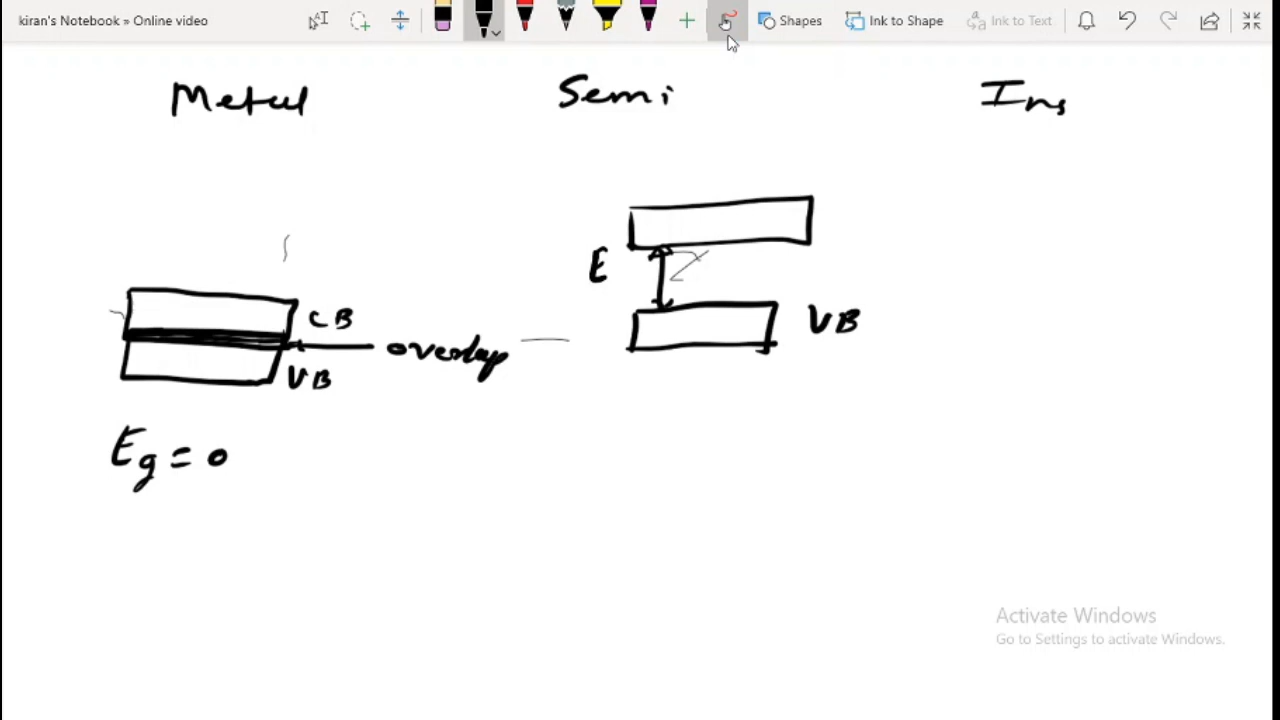 kiran's Notebook » Online video
Shapes
Ink to Shape
Ink to Text
Metal
Semi
Ins
E
CB
VB
overlap
VB
Eg = 0
Activate Windows
Go to Settings to activate Windows.